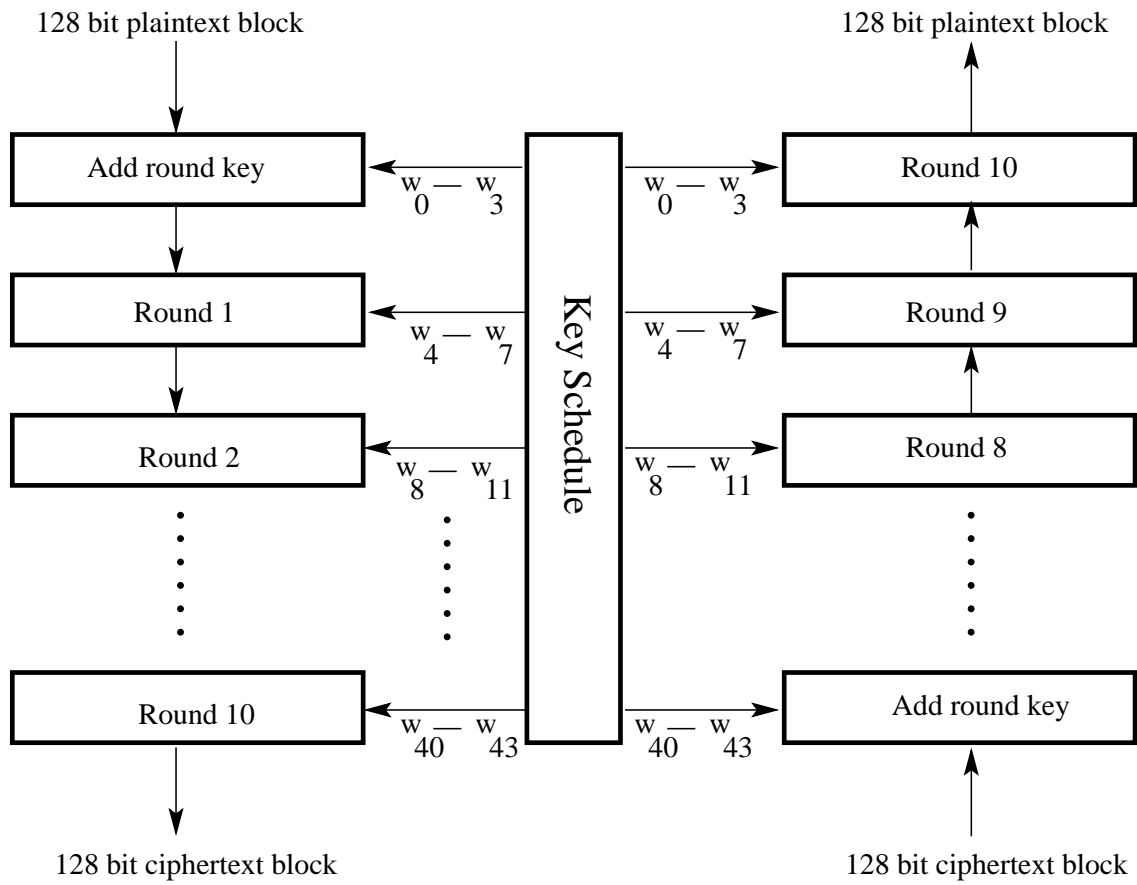 128 bit plaintext block
128 bit plaintext block
Add round key
w0 — w3
w0 — w3
Round 10
Round 1
w4 — w7
Key Schedule
w4 — w7
Round 9
Round 2
w8 — w11
w8 — w11
Round 8
Round 10
w40 — w43
w40 — w43
Add round key
128 bit ciphertext block
128 bit ciphertext block